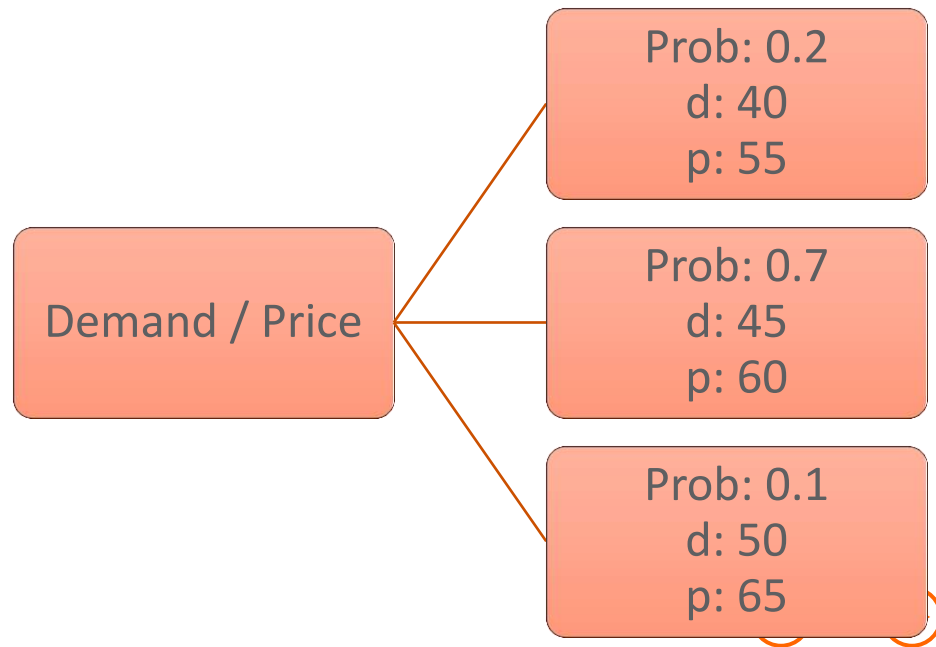 Demand / Price
Prob: 0.2
d: 40
p: 55
Prob: 0.7
d: 45
p: 60
Prob: 0.1
d: 50
p: 65